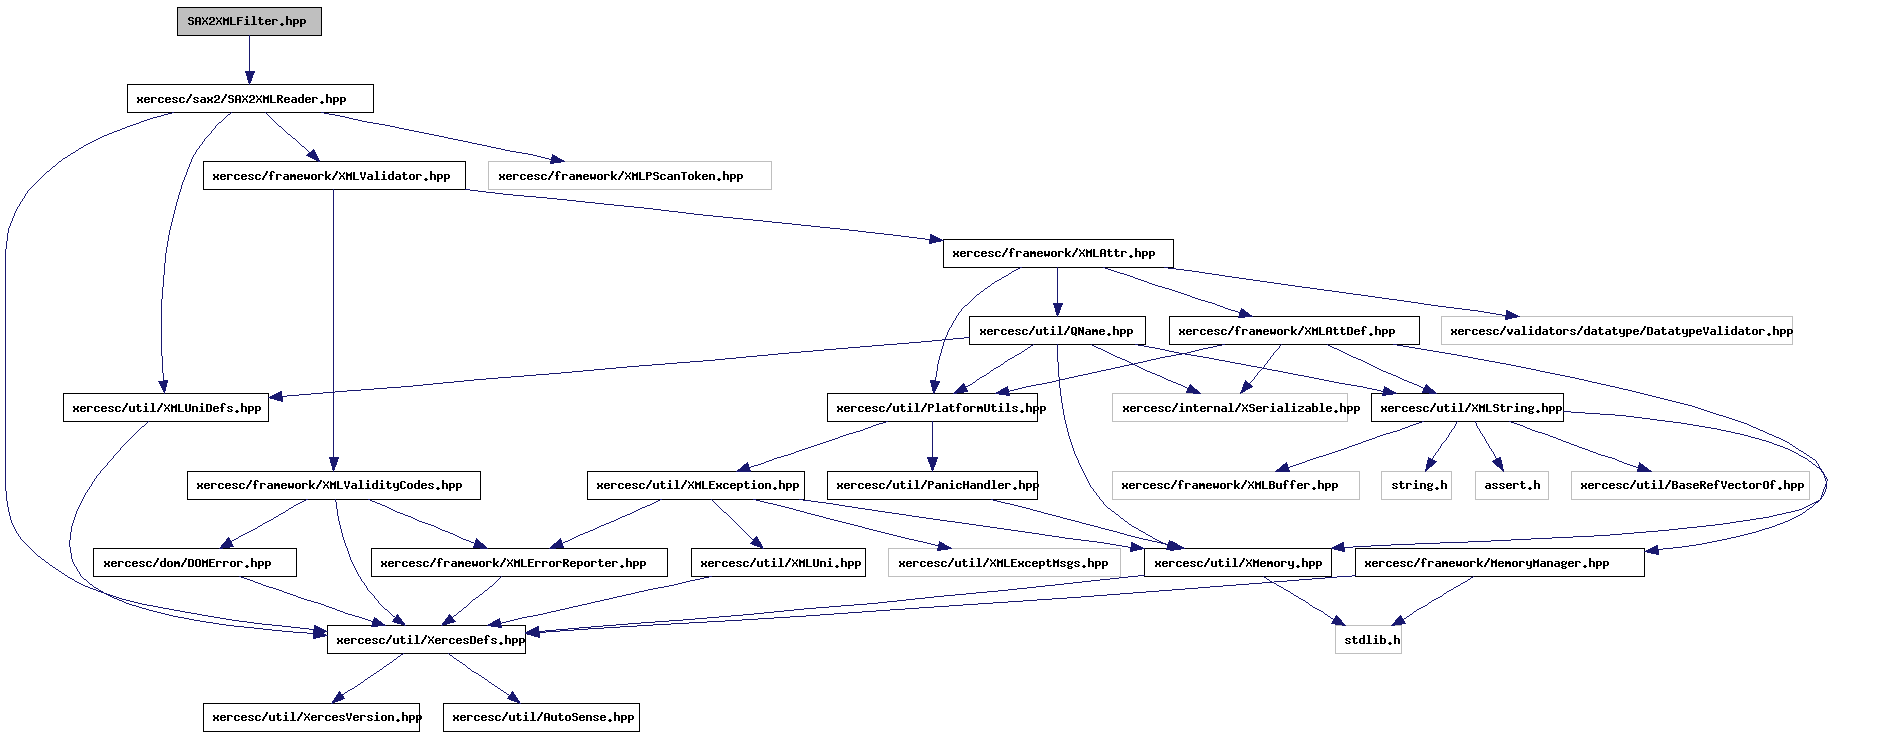 SAX2XMLFilter.hpp
xercesc/sax2/SAX2XMLReader.hpp
xercesc/framework/XMLValidator.hpp
xercesc/framework/XMLPScanToken.hpp
xercesc/framework/XMLAttr.hpp
xercesc/util/QName.hpp
xercesc/framework/XMLAttDef.hpp
xercesc/validators/datatype/DatatypeValidator.hpp
xercesc/util/XMLUniDefs.hpp
xercesc/util/PlatformUtils.hpp
xercesc/internal/XSerializable.hpp
xercesc/util/XMLString.hpp
xercesc/framework/XMLValidityCodes.hpp
xercesc/util/XMLException.hpp
xercesc/util/PanicHandler.hpp
xercesc/framework/XMLBuffer.hpp
string.h
assert.h
xercesc/util/BaseRefVectorOf.hpp
xercesc/dom/DOMError.hpp
xercesc/framework/XMLErrorReporter.hpp
xercesc/util/XMLUni.hpp
xercesc/util/XMLExceptMsgs.hpp
xercesc/util/XMemory.hpp
xercesc/framework/MemoryManager.hpp
xercesc/util/XercesDefs.hpp
stdlib.h
xercesc/util/XercesVersion.hpp
xercesc/util/AutoSense.hpp